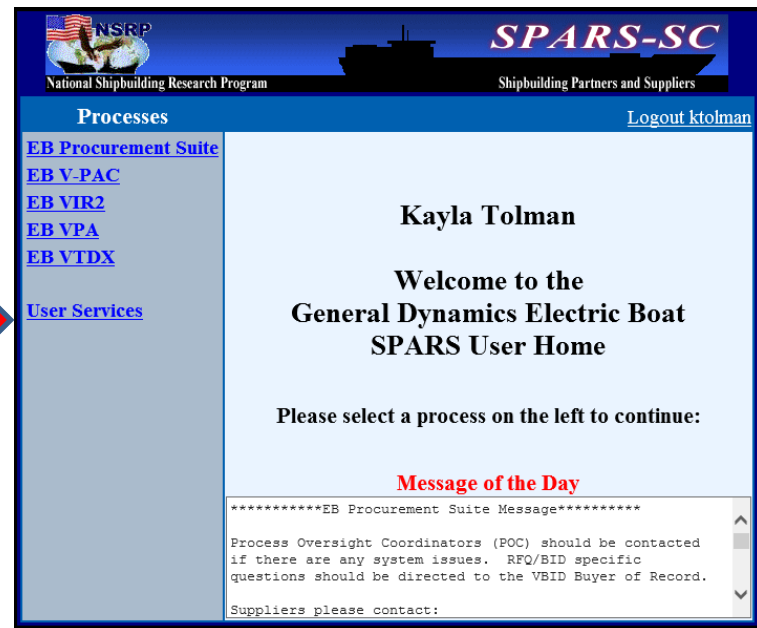 NSRP
SPARS-SC
National Shipbuilding Research Program
Shipbuilding Partners and Suppliers
Processes
Logout ktolman
EB Procurement Suite
EB V-PAC
EB VIR2
EB VPA
EB VTDX
User Services
Kayla Tolman
Welcome to the
General Dynamics Electric Boat
SPARS User Home
Please select a process on the left to continue:
Message of the Day
***********EB Procurement Suite Message**********
Process Oversight Coordinators (POC) should be contacted
if there are any system issues.  RFQ/BID specific
questions should be directed to the VBID Buyer of Record.
Suppliers please contact: